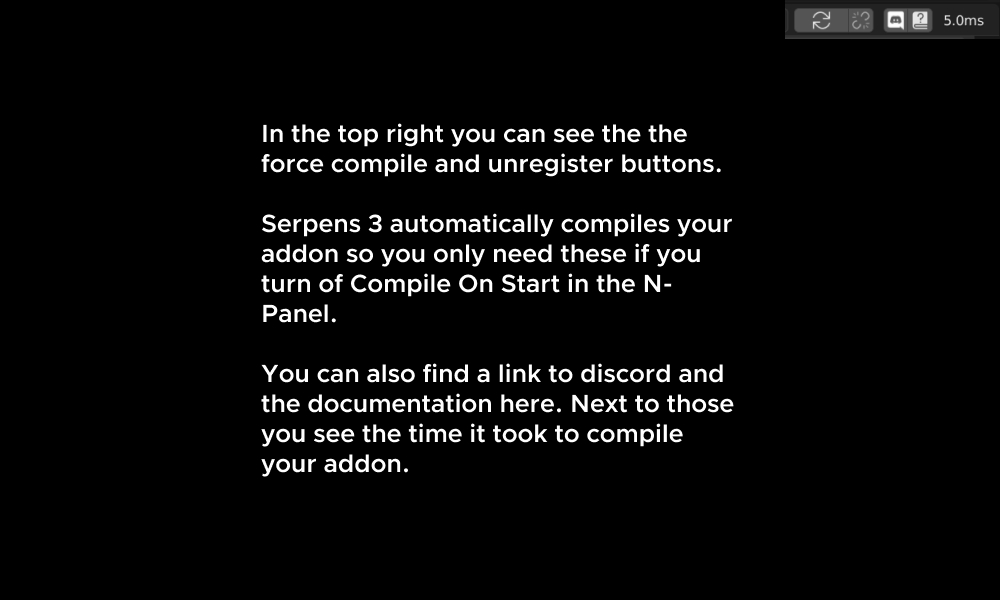 5.0ms
In the top right you can see the the
force compile and unregister buttons.
Serpens 3 automatically compiles your
addon so you only need these if you
turn of Compile On Start in the N-
Panel.
You can also find a link to discord and
the documentation here. Next to those
you see the time it took to compile
your addon.